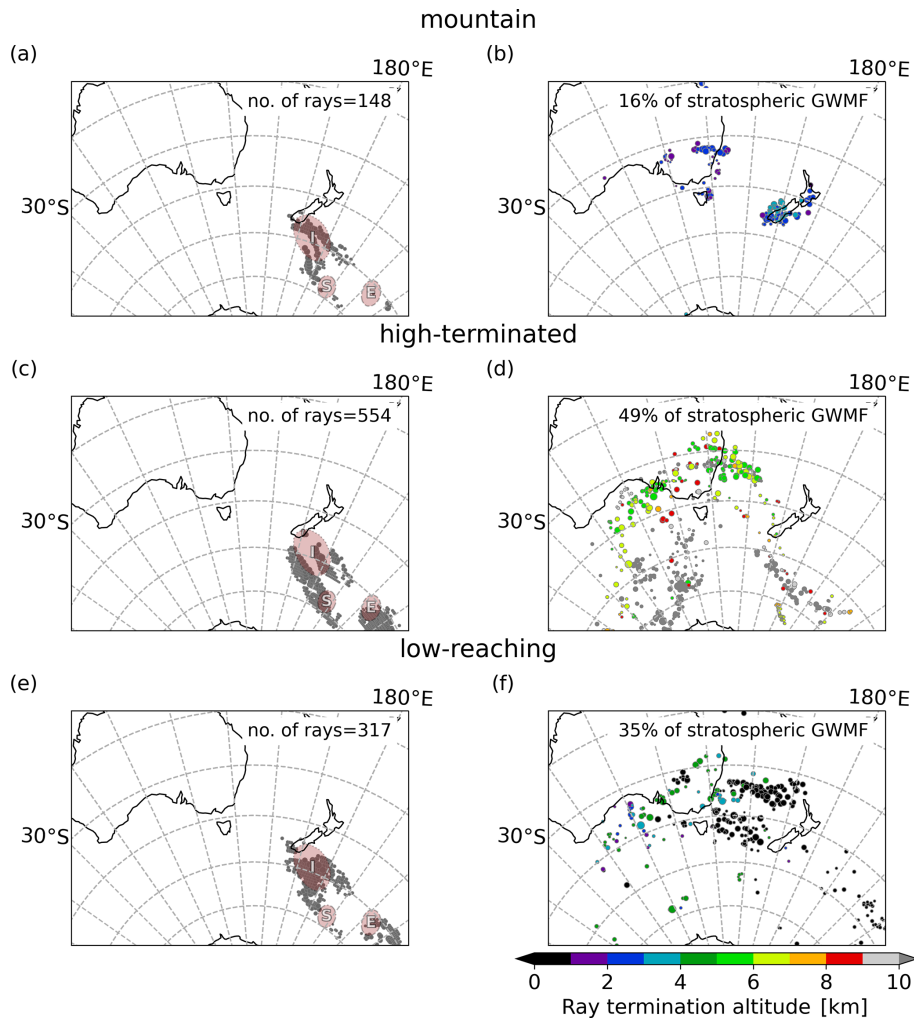 mountain
(a)
(b)
180°E
180°E
no. of rays=148
16% of stratospheric GWMF
30°S
30°S
I
S
E
high-terminated
(c)
(d)
180°E
180°E
no. of rays=554
49% of stratospheric GWMF
30°S
30°S
I
S
E
low-reaching
(e)
(f)
180°E
180°E
no. of rays=317
35% of stratospheric GWMF
30°S
30°S
I
S
E
0 2 4 6 8 10
Ray termination altitude [km]